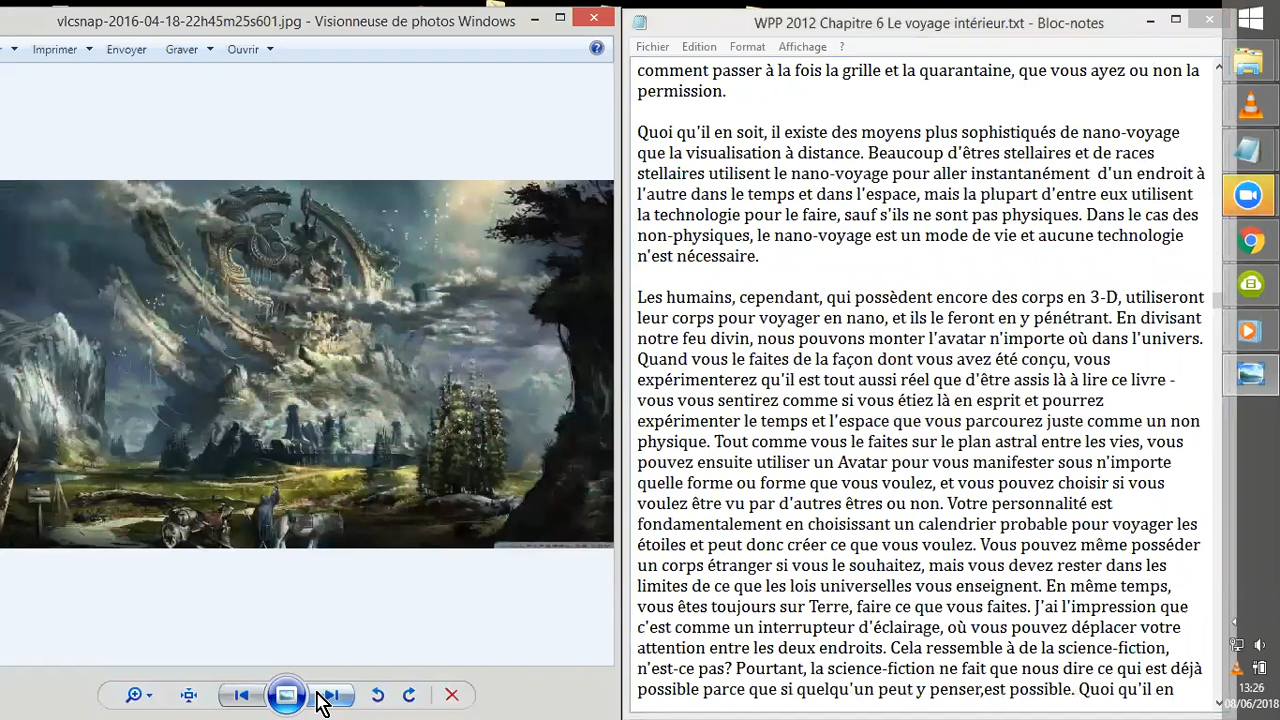 vlcsnap-2016-04-18-22h45m25s601.jpg - Visionneuse de photos Windows
Imprimer Envoyer Graver Ouvrir
WPP 2012 Chapitre 6 Le voyage intérieur.txt - Bloc-notes
Fichier Edition Format Affichage ?
comment passer à la fois la grille et la quarantaine, que vous ayez ou non la
permission.
Quoi qu'il en soit, il existe des moyens plus sophistiqués de nano-voyage
que la visualisation à distance. Beaucoup d'êtres stellaires et de races
stellaires utilisent le nano-voyage pour aller instantanément  d'un endroit à
l'autre dans le temps et dans l'espace, mais la plupart d'entre eux utilisent
la technologie pour le faire, sauf s'ils ne sont pas physiques. Dans le cas des
non-physiques, le nano-voyage est un mode de vie et aucune technologie
n'est nécessaire.
Les humains, cependant, qui possèdent encore des corps en 3-D, utiliseront
leur corps pour voyager en nano, et ils le feront en y pénétrant. En divisant
notre feu divin, nous pouvons monter l'avatar n'importe où dans l'univers.
Quand vous le faites de la façon dont vous avez été conçu, vous
expérimenterez qu'il est tout aussi réel que d'être assis là à lire ce livre -
vous vous sentirez comme si vous étiez là en esprit et pourrez
expérimenter le temps et l'espace que vous parcourez juste comme un non
physique. Tout comme vous le faites sur le plan astral entre les vies, vous
pouvez ensuite utiliser un Avatar pour vous manifester sous n'importe
quelle forme ou forme que vous voulez, et vous pouvez choisir si vous
voulez être vu par d'autres êtres ou non. Votre personnalité est
fondamentalement en choisissant un calendrier probable pour voyager les
étoiles et peut donc créer ce que vous voulez. Vous pouvez même posséder
un corps étranger si vous le souhaitez, mais vous devez rester dans les
limites de ce que les lois universelles vous enseignent. En même temps,
vous êtes toujours sur Terre, faire ce que vous faites. J'ai l'impression que
c'est comme un interrupteur d'éclairage, où vous pouvez déplacer votre
attention entre les deux endroits. Cela ressemble à de la science-fiction,
n'est-ce pas? Pourtant, la science-fiction ne fait que nous dire ce qui est déjà
possible parce que si quelqu'un peut y penser,est possible. Quoi qu'il en
13:26
08/06/2018